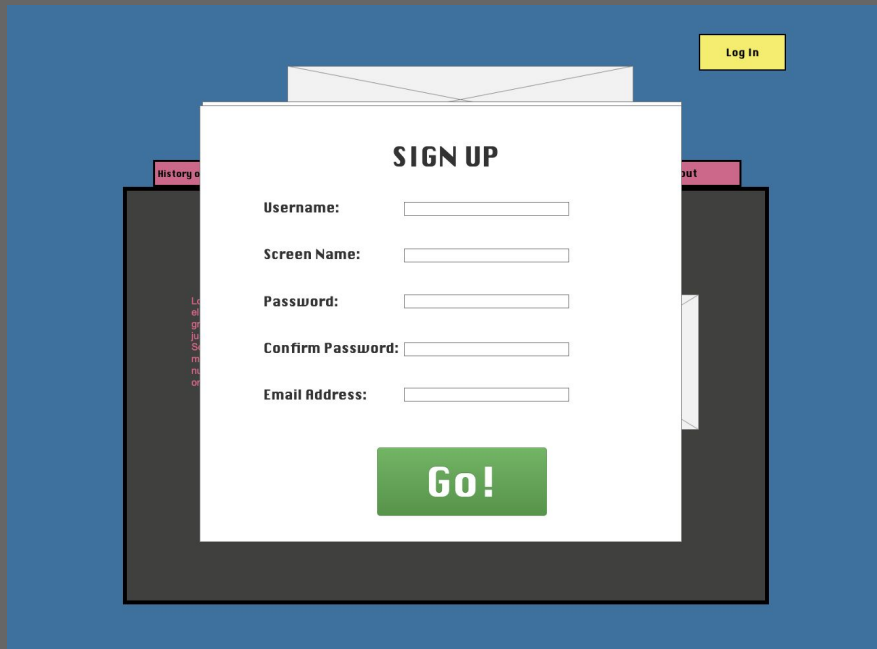 Log In
SIGN UP
History o
out
Username:
Screen Name:
Password:
Confirm Password:
Email Address:
Go!